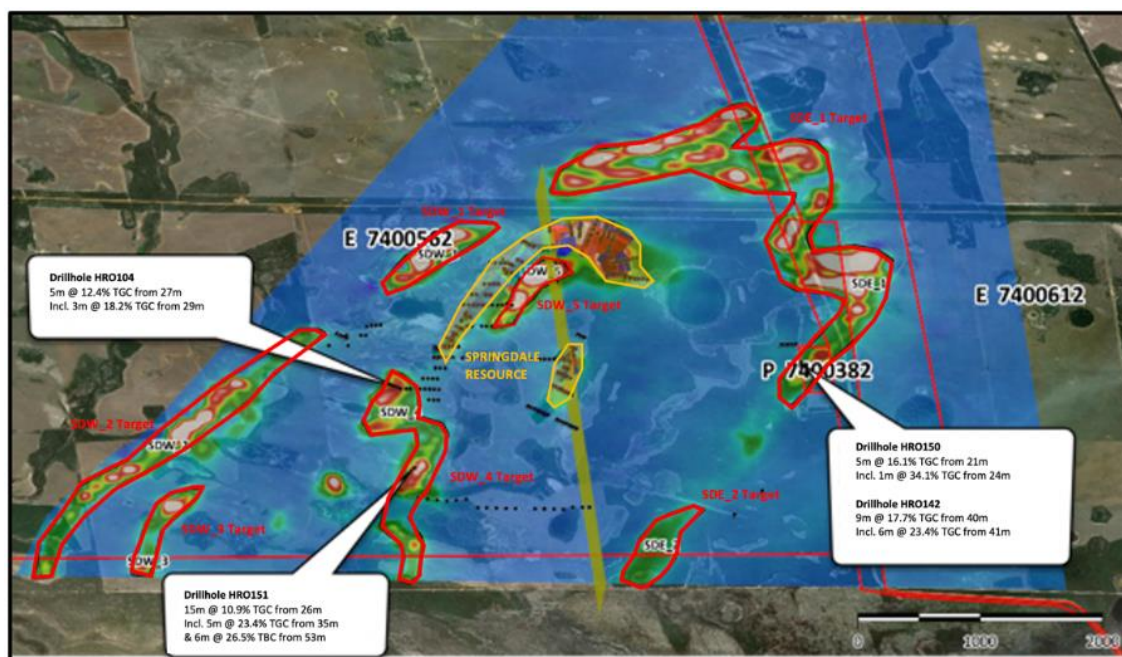 SDE_1 Target
SDW_1 Target
E 7400562
SDW_1
Drillhole HRO104
5m @ 12.4% TGC from 27m
Incl. 3m @ 18.2% TGC from 29m
SDW_5
SDW_5 Target
SDE_1
E 7400612
SPRINGDALE
RESOURCE
P 7400382
SDW_4
SDW_2 Target
SDW_4 Target
SDE_2 Target
SDW_3 Target
SDW_3
SDE_2
Drillhole HRO150
5m @ 16.1% TGC from 21m
Incl. 1m @ 34.1% TGC from 24m
Drillhole HRO142
9m @ 17.7% TGC from 40m
Incl. 6m @ 23.4% TGC from 41m
Drillhole HRO151
15m @ 10.9% TGC from 26m
Incl. 5m @ 23.4% TGC from 35m
& 6m @ 26.5% TBC from 53m
0 1000 2000